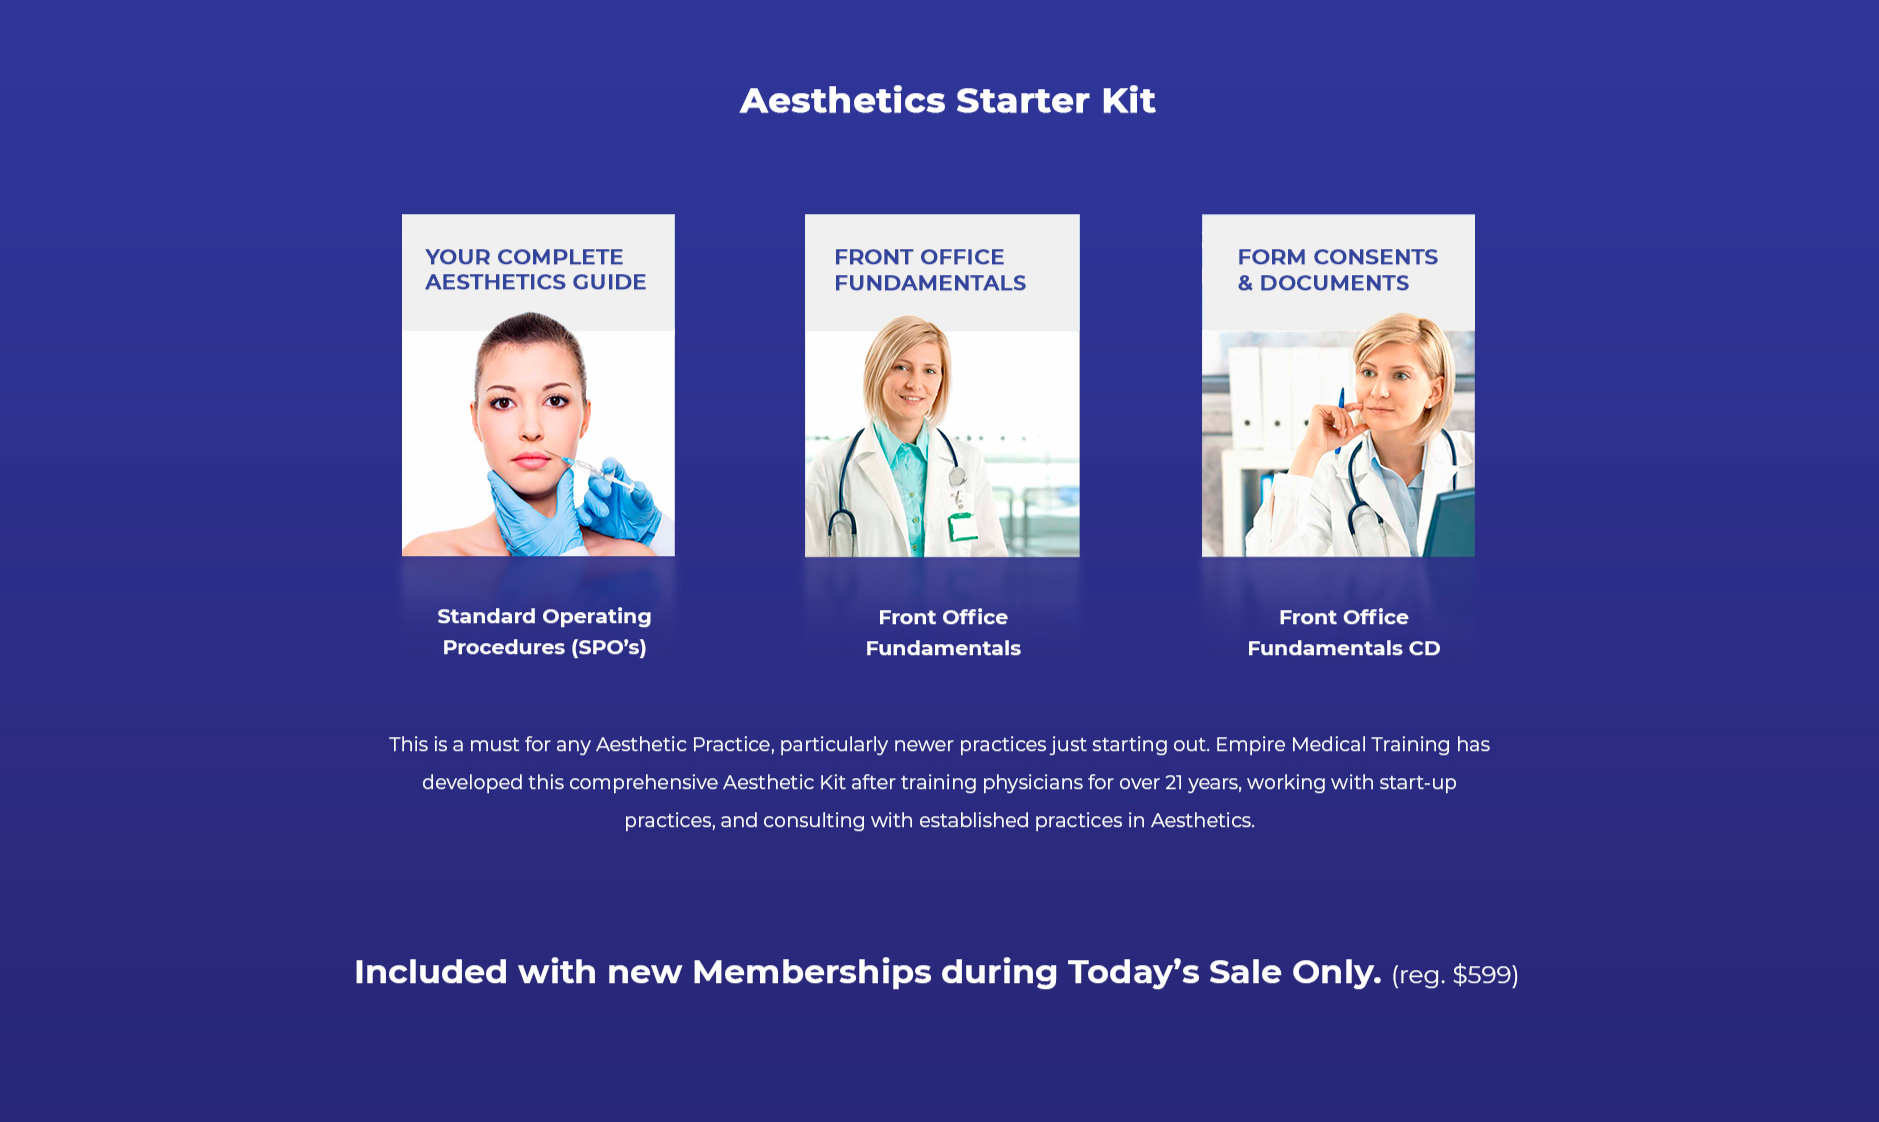 Aesthetics Starter Kit
YOUR COMPLETE
AESTHETICS GUIDE
FRONT OFFICE
FUNDAMENTALS
FORM CONSENTS
& DOCUMENTS
Standard Operating
Procedures (SPO’s)
Front Office
Fundamentals
Front Office
Fundamentals CD
This is a must for any Aesthetic Practice, particularly newer practices just starting out. Empire Medical Training has
developed this comprehensive Aesthetic Kit after training physicians for over 21 years, working with start-up
practices, and consulting with established practices in Aesthetics.
Included with new Memberships during Today’s Sale Only. (reg. $599)